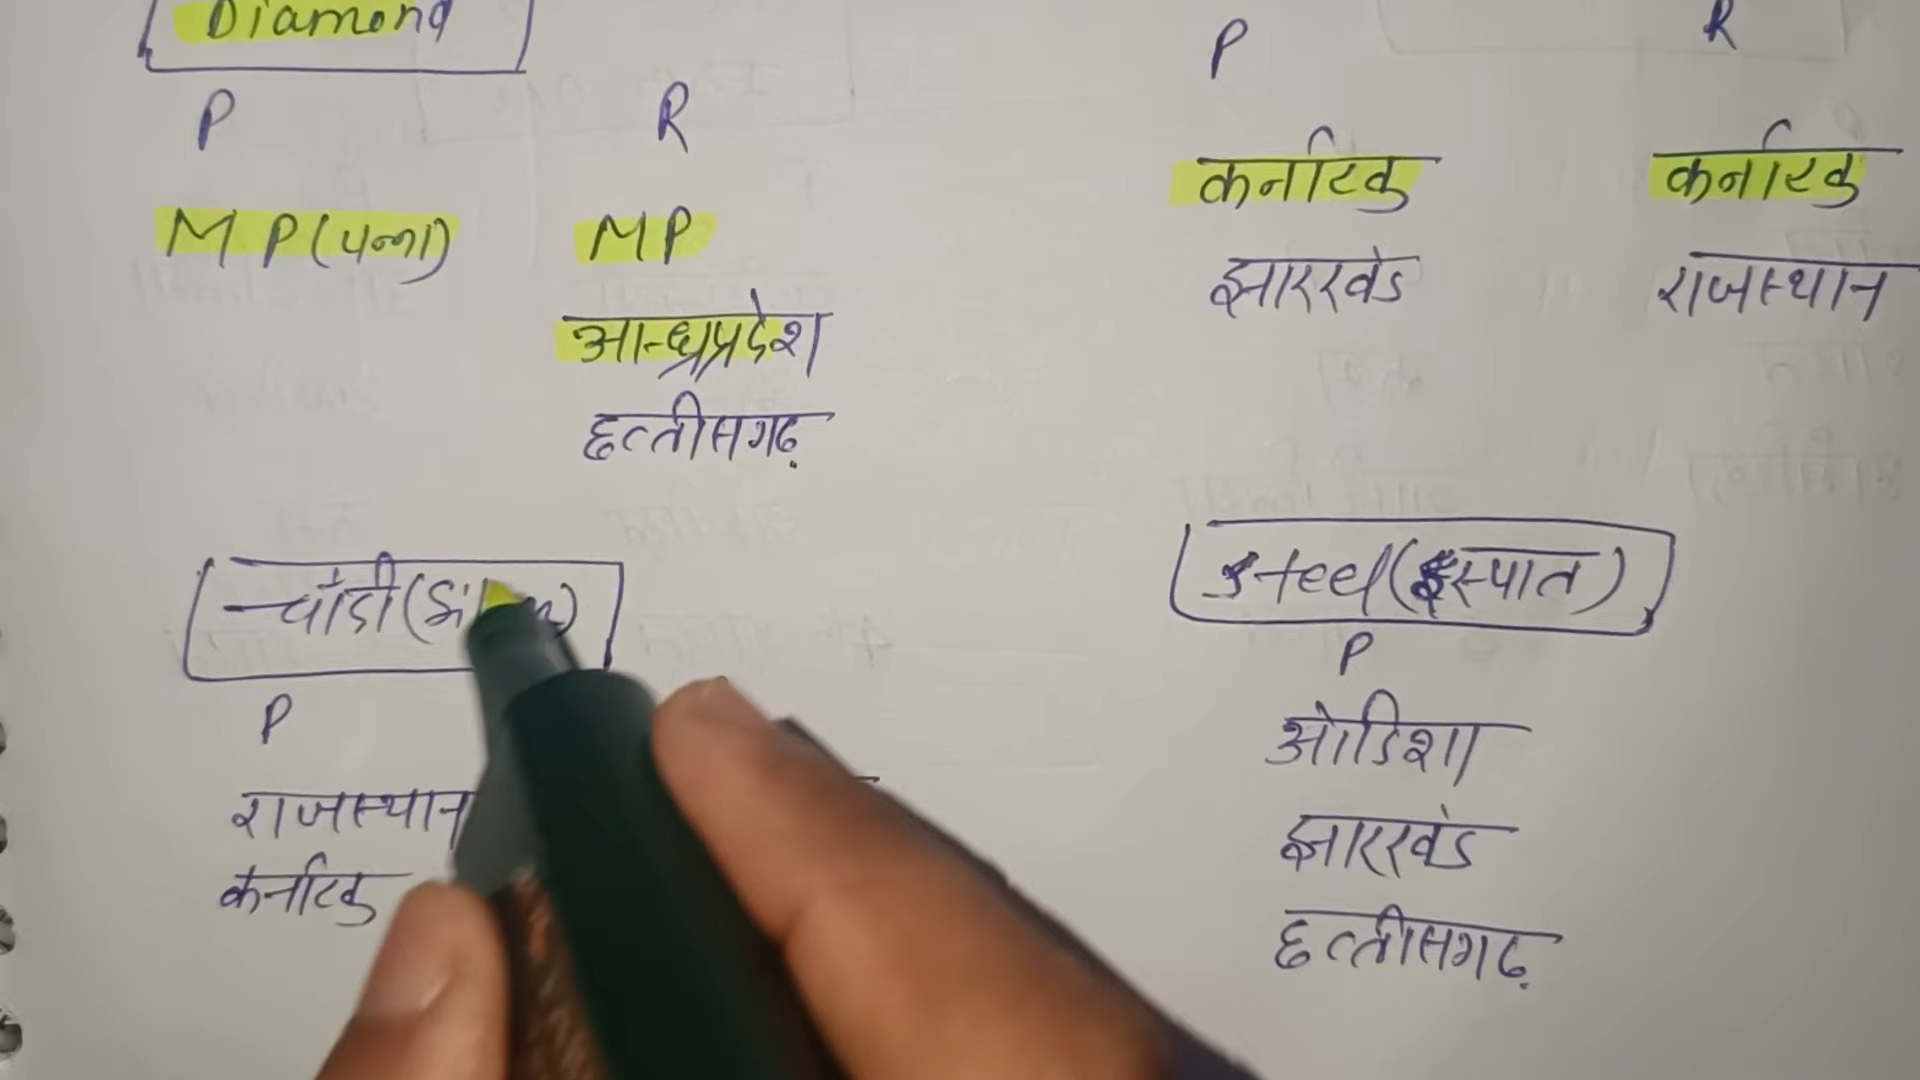 Diamond
P R
M P (पन्ना) MP
आन्ध्रप्रदेश
छत्तीसगढ़
चाँदी
P
राजस्थान
कर्नाटक
P R
कर्नाटक कर्नाटक
झारखंड राजस्थान
Steel (इस्पात)
P
ओडिशा
झारखंड
छत्तीसगढ़